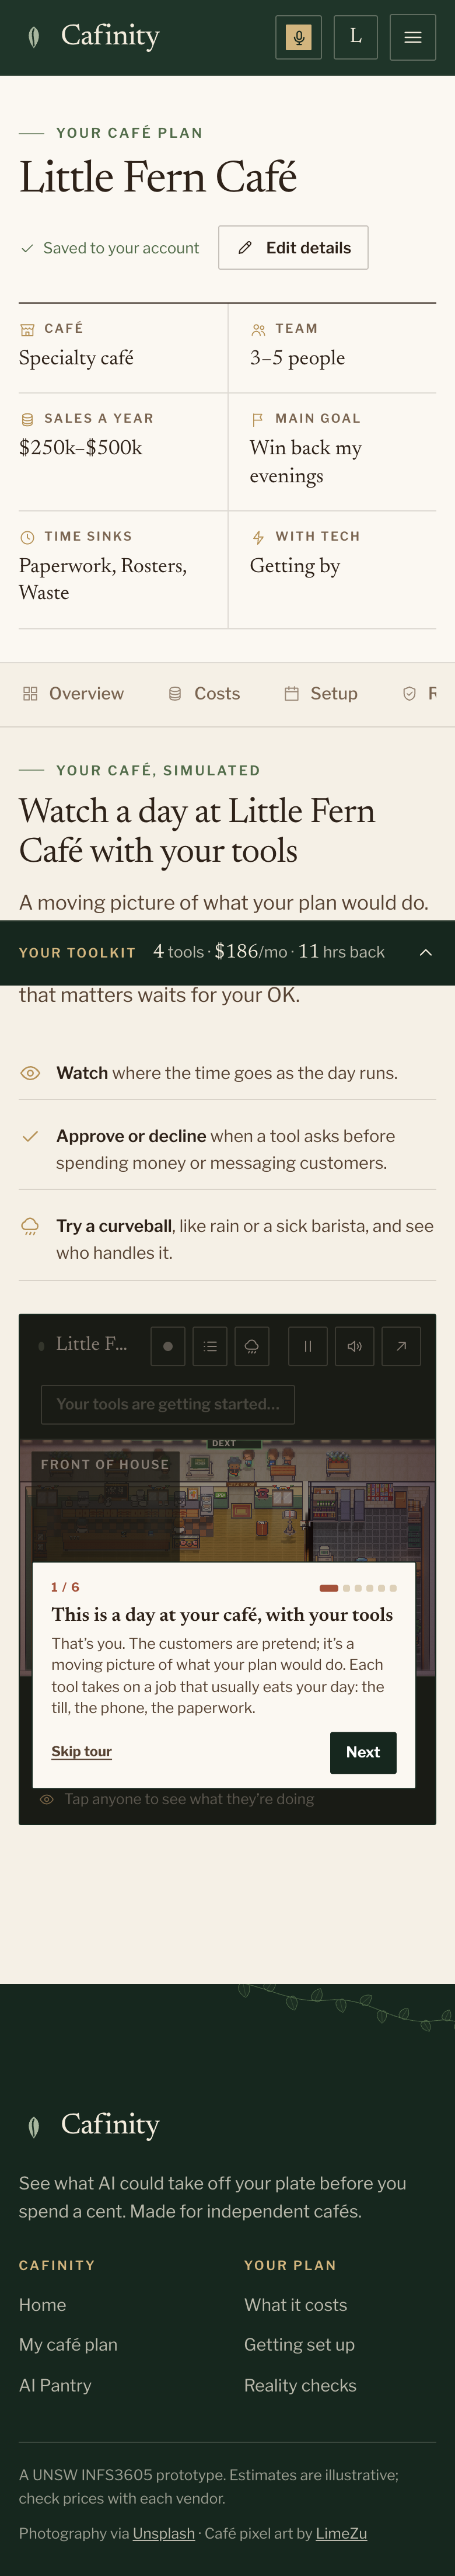 Cafinity
L
YOUR CAFÉ PLAN
Little Fern Café
Saved to your account
Edit details
CAFÉ
Specialty café
TEAM
3–5 people
SALES A YEAR
$250k–$500k
MAIN GOAL
Win back my
evenings
TIME SINKS
Paperwork, Rosters,
Waste
WITH TECH
Getting by
Overview
Costs
Setup
YOUR CAFÉ, SIMULATED
Watch a day at Little Fern
Café with your tools
A moving picture of what your plan would do.
YOUR TOOLKIT 4 tools · $186/mo · 11 hrs back
that matters waits for your OK.
Watch where the time goes as the day runs.
Approve or decline when a tool asks before
spending money or messaging customers.
Try a curveball, like rain or a sick barista, and see
who handles it.
Little F...
Your tools are getting started...
DEXT
FRONT OF HOUSE
1 / 6
This is a day at your café, with your tools
That’s you. The customers are pretend; it’s a
moving picture of what your plan would do. Each
tool takes on a job that usually eats your day: the
till, the phone, the paperwork.
Skip tour
Next
Tap anyone to see what they’re doing
Cafinity
See what AI could take off your plate before you
spend a cent. Made for independent cafés.
CAFINITY
Home
My café plan
AI Pantry
YOUR PLAN
What it costs
Getting set up
Reality checks
A UNSW INFS3605 prototype. Estimates are illustrative;
check prices with each vendor.
Photography via Unsplash · Café pixel art by LimeZu